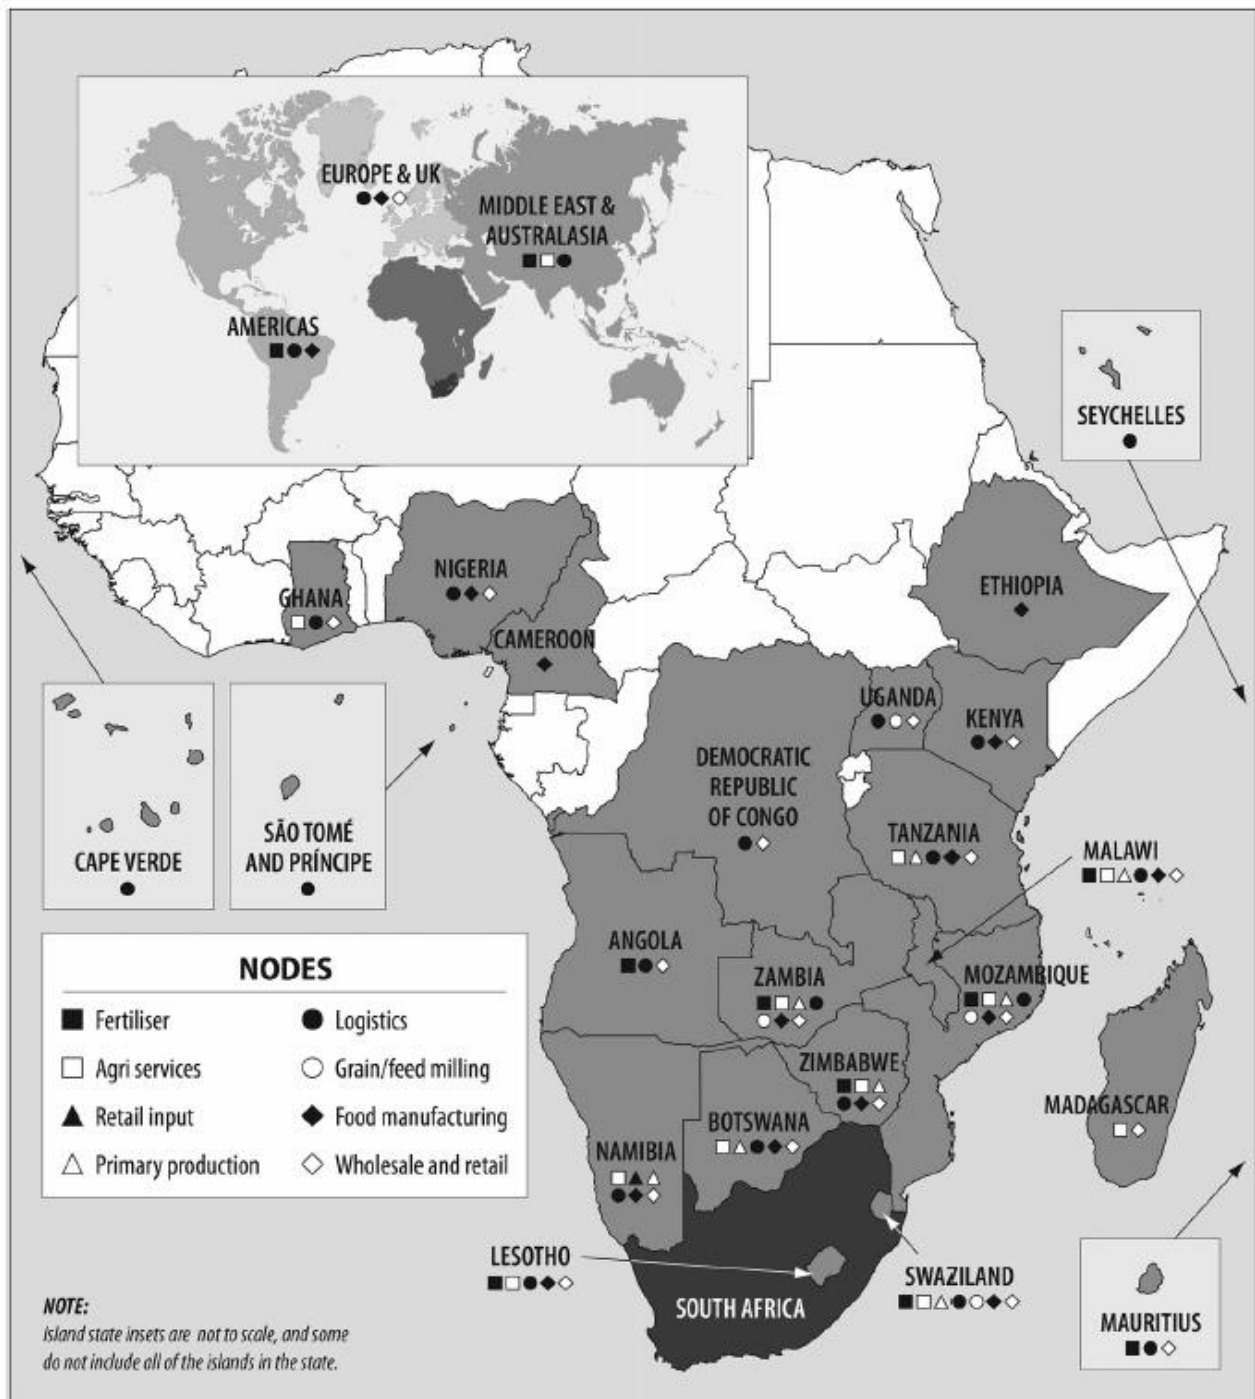 EUROPE & UK
MIDDLE EAST &
AUSTRALASIA
AMERICAS
SEYCHELLES
NIGERIA
GHANA
CAMEROON
ETHIOPIA
UGANDA
KENYA
DEMOCRATIC
REPUBLIC
OF CONGO
CAPE VERDE
SÃO TOMÉ
AND PRÍNCIPE
TANZANIA
MALAWI
ANGOLA
ZAMBIA
MOZAMBIQUE
ZIMBABWE
BOTSWANA
NAMIBIA
MADAGASCAR
LESOTHO
SWAZILAND
SOUTH AFRICA
MAURITIUS
NODES
Fertiliser
Logistics
Agri services
Grain/feed milling
Retail input
Food manufacturing
Primary production
Wholesale and retail
NOTE:
Island state insets are not to scale, and some
do not include all of the islands in the state.